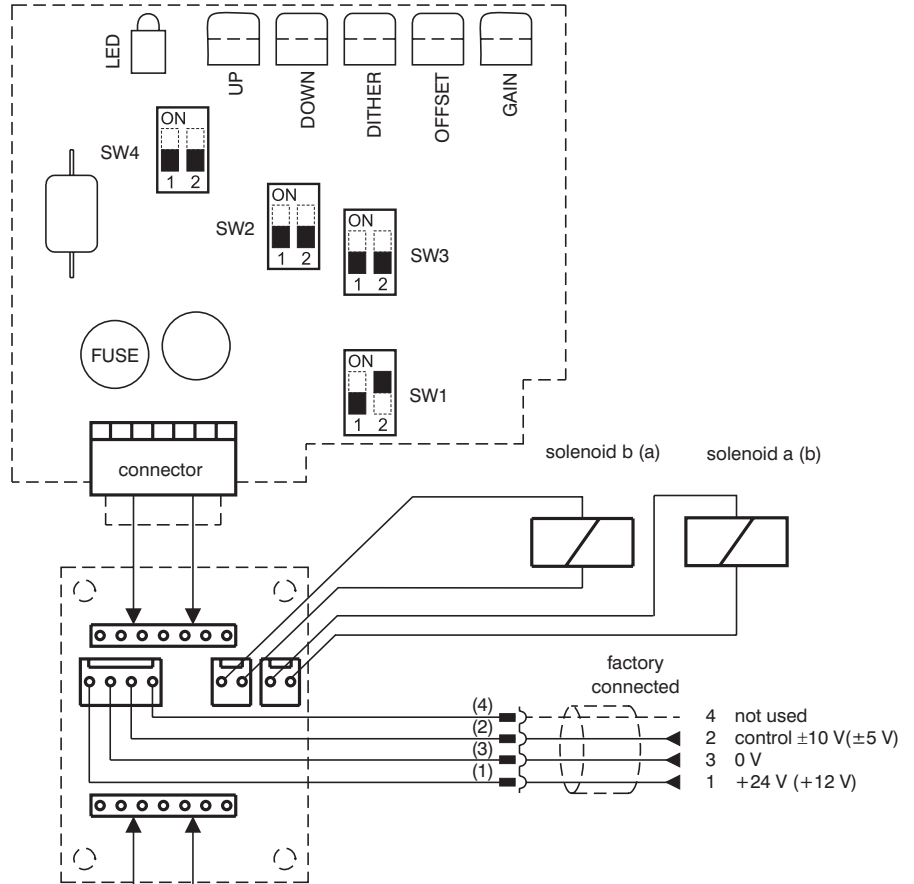 LED
UP
DOWN
DITHER
OFFSET
GAIN
ON
SW4
1 2
ON
SW2
1 2
ON
SW3
1 2
FUSE
ON
SW1
1 2
connector
solenoid b (a)
solenoid a (b)
factory
connected
(4)
4 not used
(2)
2 control ±10 V(±5 V)
(3)
3 0 V
(1)
1 +24 V (+12 V)